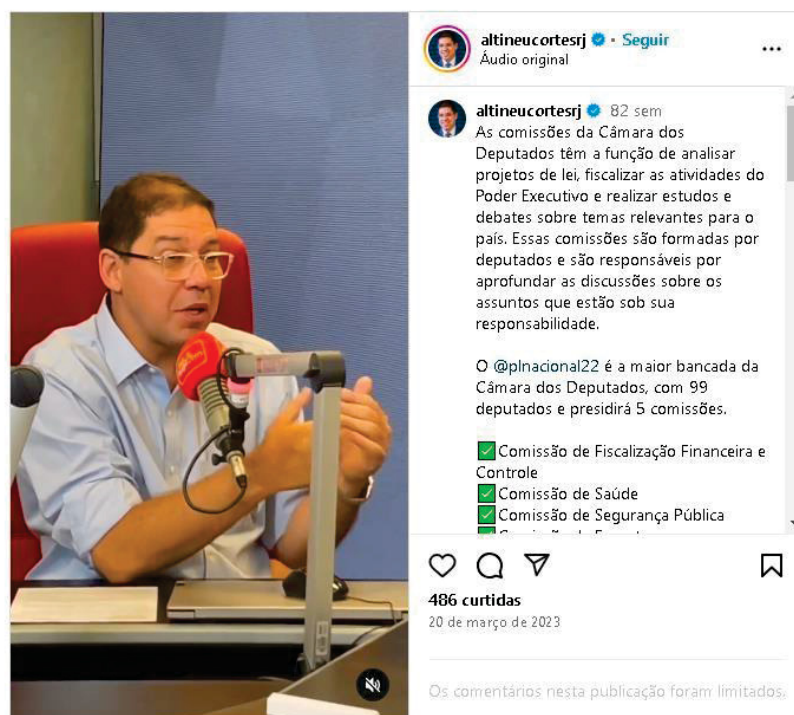 altineucortesrj • Seguir
Áudio original
altineucortesrj 82 sem
As comissões da Câmara dos
Deputados têm a função de analisar
projetos de lei, fiscalizar as atividades do
Poder Executivo e realizar estudos e
debates sobre temas relevantes para o
país. Essas comissões são formadas por
deputados e são responsáveis por
aprofundar as discussões sobre os
assuntos que estão sob sua
responsabilidade.
O @plnacional22 é a maior bancada da
Câmara dos Deputados, com 99
deputados e presidirá 5 comissões.
✅Comissão de Fiscalização Financeira e
Controle
✅Comissão de Saúde
✅Comissão de Segurança Pública
486 curtidas
20 de março de 2023
Os comentários nesta publicação foram limitados.